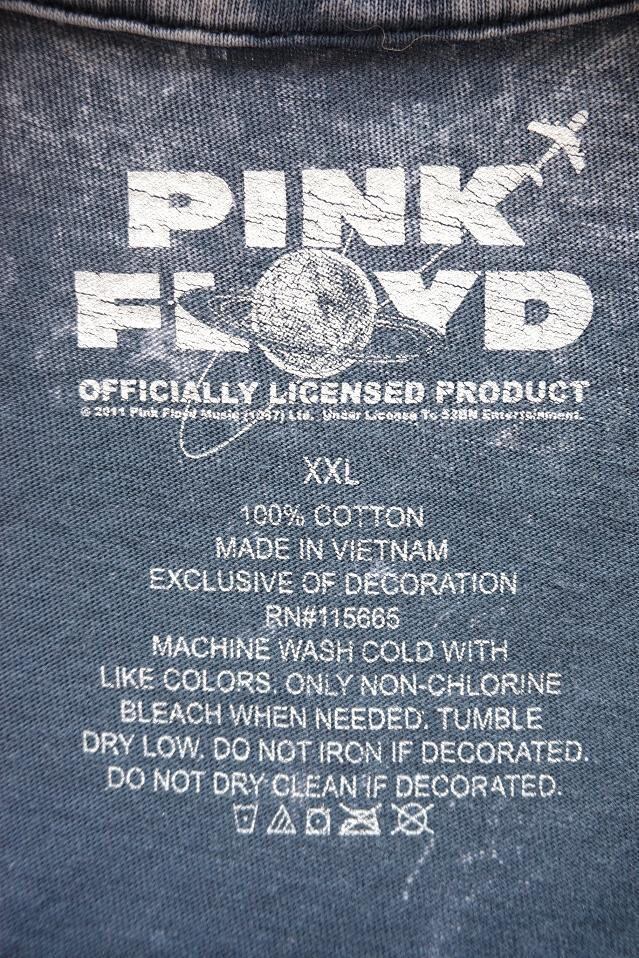 PINK
FLOYD
OFFICIALLY LICENSED PRODUCT
© 2011 Pink Floyd Music (1987) Ltd. Under License To S2BN Entertainment.
XXL
100% COTTON
MADE IN VIETNAM
EXCLUSIVE OF DECORATION
RN#115665
MACHINE WASH COLD WITH
LIKE COLORS. ONLY NON-CHLORINE
BLEACH WHEN NEEDED. TUMBLE
DRY LOW. DO NOT IRON IF DECORATED.
DO NOT DRY CLEAN IF DECORATED.